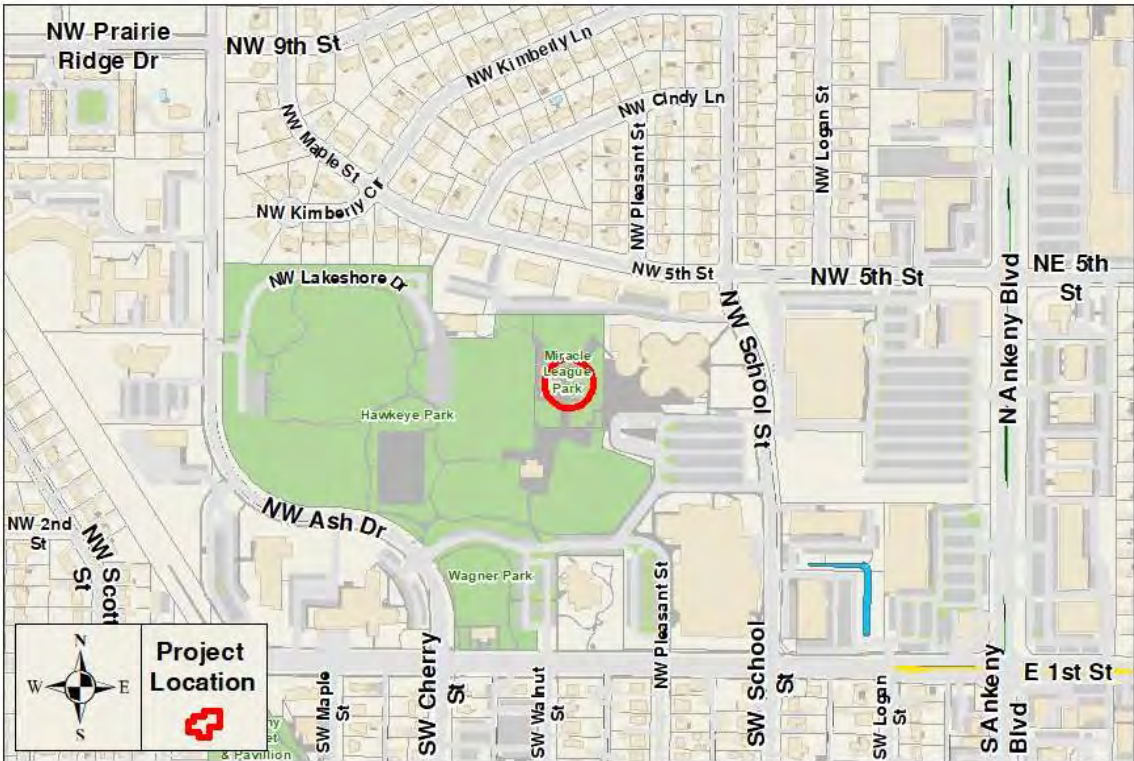 NW Prairie
Ridge Dr
NW 9th St
NW Kimberly Ln
NW Cindy Ln
NW Maple St
NW Pleasant St
NW Logan St
NW Kimberly Cir
NW 5th St
NW 5th St
NE 5th
St
NW Lakeshore Dr
N Ankeny Blvd
NW School St
Miracle
League
Park
Hawkeye Park
NW Ash Dr
NW 2nd
St
NW Scott
St
Wagner Park
NW Pleasant St
Project
Location
N
W
E
S
& Pavilion
SW Maple
St
SW Cherry
St
SW Walnut
St
SW School
St
SW Logan
St
S Ankeny
Blvd
E 1st St